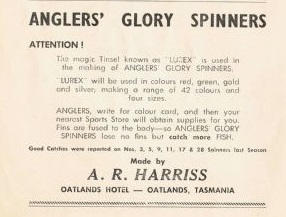 ANGLERS' GLORY SPINNERS
ATTENTION !
The magic Tinsel known as "LUREX" is used in
the making of ANGLERS' GLORY SPINNERS.
"LUREX" will be used in colours red, green, gold
and silver, making a range of 42 colours and
four sizes.
ANGLERS, write for colour card, and then your
nearest Sports Store will obtain supplies for you.
Fins are fused to the body—so ANGLERS' GLORY
SPINNERS lose no fins but catch more FISH.
Good Catches were reported on Nos. 3, 5, 9, 11, 17 & 28 Spinners last Season
Made by
A. R. HARRISS
OATLANDS HOTEL — OATLANDS, TASMANIA